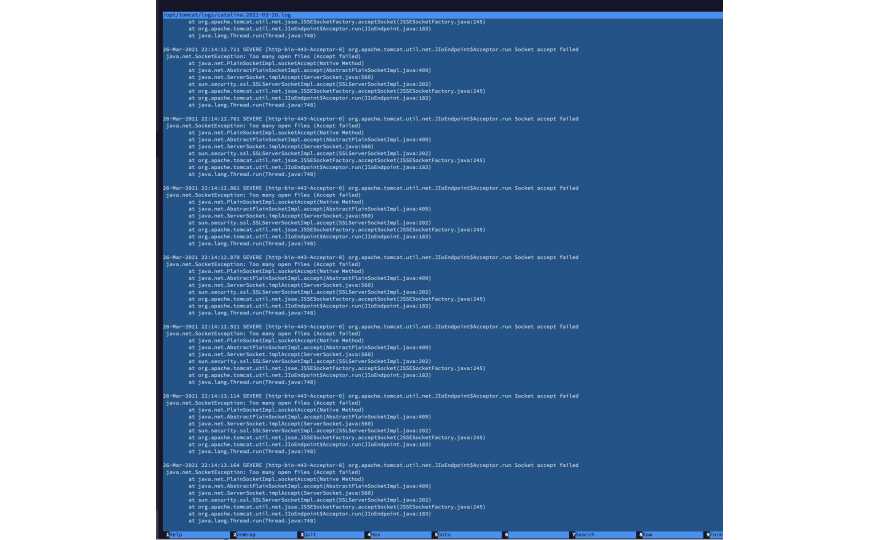 /opt/tomcat/logs/catalina.2021-03-26.log
at org.apache.tomcat.util.net.jsse.JSSESocketFactory.acceptSocket(JSSESocketFactory.java:245)
at org.apache.tomcat.util.net.JIoEndpoint$Acceptor.run(JIoEndpoint.java:183)
at java.lang.Thread.run(Thread.java:748)
26-Mar-2021 22:14:12.711 SEVERE [http-bio-443-Acceptor-0] org.apache.tomcat.util.net.JIoEndpoint$Acceptor.run Socket accept failed
java.net.SocketException: Too many open files (Accept failed)
at java.net.PlainSocketImpl.socketAccept(Native Method)
at java.net.AbstractPlainSocketImpl.accept(AbstractPlainSocketImpl.java:409)
at java.net.ServerSocket.implAccept(ServerSocket.java:560)
at sun.security.ssl.SSLServerSocketImpl.accept(SSLServerSocketImpl.java:202)
at org.apache.tomcat.util.net.jsse.JSSESocketFactory.acceptSocket(JSSESocketFactory.java:245)
at org.apache.tomcat.util.net.JIoEndpoint$Acceptor.run(JIoEndpoint.java:183)
at java.lang.Thread.run(Thread.java:748)
26-Mar-2021 22:14:12.761 SEVERE [http-bio-443-Acceptor-0] org.apache.tomcat.util.net.JIoEndpoint$Acceptor.run Socket accept failed
java.net.SocketException: Too many open files (Accept failed)
at java.net.PlainSocketImpl.socketAccept(Native Method)
at java.net.AbstractPlainSocketImpl.accept(AbstractPlainSocketImpl.java:409)
at java.net.ServerSocket.implAccept(ServerSocket.java:560)
at sun.security.ssl.SSLServerSocketImpl.accept(SSLServerSocketImpl.java:202)
at org.apache.tomcat.util.net.jsse.JSSESocketFactory.acceptSocket(JSSESocketFactory.java:245)
at org.apache.tomcat.util.net.JIoEndpoint$Acceptor.run(JIoEndpoint.java:183)
at java.lang.Thread.run(Thread.java:748)
26-Mar-2021 22:14:12.861 SEVERE [http-bio-443-Acceptor-0] org.apache.tomcat.util.net.JIoEndpoint$Acceptor.run Socket accept failed
java.net.SocketException: Too many open files (Accept failed)
at java.net.PlainSocketImpl.socketAccept(Native Method)
at java.net.AbstractPlainSocketImpl.accept(AbstractPlainSocketImpl.java:409)
at java.net.ServerSocket.implAccept(ServerSocket.java:560)
at sun.security.ssl.SSLServerSocketImpl.accept(SSLServerSocketImpl.java:202)
at org.apache.tomcat.util.net.jsse.JSSESocketFactory.acceptSocket(JSSESocketFactory.java:245)
at org.apache.tomcat.util.net.JIoEndpoint$Acceptor.run(JIoEndpoint.java:183)
at java.lang.Thread.run(Thread.java:748)
26-Mar-2021 22:14:12.870 SEVERE [http-bio-443-Acceptor-0] org.apache.tomcat.util.net.JIoEndpoint$Acceptor.run Socket accept failed
java.net.SocketException: Too many open files (Accept failed)
at java.net.PlainSocketImpl.socketAccept(Native Method)
at java.net.AbstractPlainSocketImpl.accept(AbstractPlainSocketImpl.java:409)
at java.net.ServerSocket.implAccept(ServerSocket.java:560)
at sun.security.ssl.SSLServerSocketImpl.accept(SSLServerSocketImpl.java:202)
at org.apache.tomcat.util.net.jsse.JSSESocketFactory.acceptSocket(JSSESocketFactory.java:245)
at org.apache.tomcat.util.net.JIoEndpoint$Acceptor.run(JIoEndpoint.java:183)
at java.lang.Thread.run(Thread.java:748)
26-Mar-2021 22:14:12.921 SEVERE [http-bio-443-Acceptor-0] org.apache.tomcat.util.net.JIoEndpoint$Acceptor.run Socket accept failed
java.net.SocketException: Too many open files (Accept failed)
at java.net.PlainSocketImpl.socketAccept(Native Method)
at java.net.AbstractPlainSocketImpl.accept(AbstractPlainSocketImpl.java:409)
at java.net.ServerSocket.implAccept(ServerSocket.java:560)
at sun.security.ssl.SSLServerSocketImpl.accept(SSLServerSocketImpl.java:202)
at org.apache.tomcat.util.net.jsse.JSSESocketFactory.acceptSocket(JSSESocketFactory.java:245)
at org.apache.tomcat.util.net.JIoEndpoint$Acceptor.run(JIoEndpoint.java:183)
at java.lang.Thread.run(Thread.java:748)
26-Mar-2021 22:14:13.114 SEVERE [http-bio-443-Acceptor-0] org.apache.tomcat.util.net.JIoEndpoint$Acceptor.run Socket accept failed
java.net.SocketException: Too many open files (Accept failed)
at java.net.PlainSocketImpl.socketAccept(Native Method)
at java.net.AbstractPlainSocketImpl.accept(AbstractPlainSocketImpl.java:409)
at java.net.ServerSocket.implAccept(ServerSocket.java:560)
at sun.security.ssl.SSLServerSocketImpl.accept(SSLServerSocketImpl.java:202)
at org.apache.tomcat.util.net.jsse.JSSESocketFactory.acceptSocket(JSSESocketFactory.java:245)
at org.apache.tomcat.util.net.JIoEndpoint$Acceptor.run(JIoEndpoint.java:183)
at java.lang.Thread.run(Thread.java:748)
26-Mar-2021 22:14:13.164 SEVERE [http-bio-443-Acceptor-0] org.apache.tomcat.util.net.JIoEndpoint$Acceptor.run Socket accept failed
java.net.SocketException: Too many open files (Accept failed)
at java.net.PlainSocketImpl.socketAccept(Native Method)
at java.net.AbstractPlainSocketImpl.accept(AbstractPlainSocketImpl.java:409)
at java.net.ServerSocket.implAccept(ServerSocket.java:560)
at sun.security.ssl.SSLServerSocketImpl.accept(SSLServerSocketImpl.java:202)
at org.apache.tomcat.util.net.jsse.JSSESocketFactory.acceptSocket(JSSESocketFactory.java:245)
at org.apache.tomcat.util.net.JIoEndpoint$Acceptor.run(JIoEndpoint.java:183)
at java.lang.Thread.run(Thread.java:748)
1Help 2UnWrap 3Quit 4Hex 5Goto 6 7Search 8Raw 9